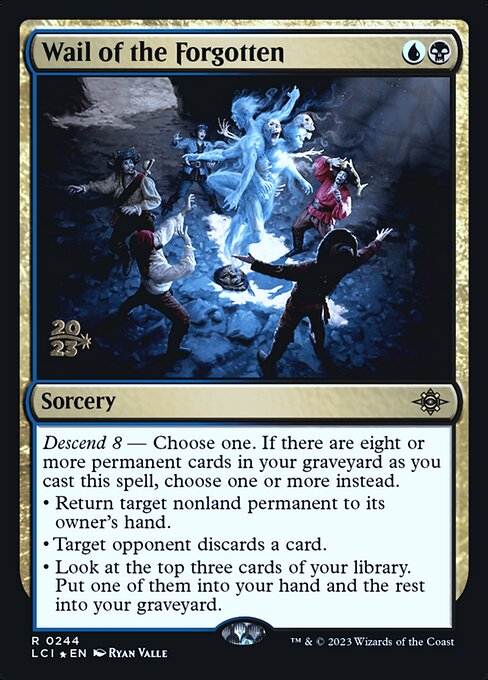 Wail of the Forgotten
20
23
Sorcery
Descend 8 — Choose one. If there are eight or
more permanent cards in your graveyard as you
cast this spell, choose one or more instead.
• Return target nonland permanent to its
owner's hand.
• Target opponent discards a card.
• Look at the top three cards of your library.
Put one of them into your hand and the rest
into your graveyard.
R 0244
LCI ★ EN Ryan Valle
™ & © 2023 Wizards of the Coast